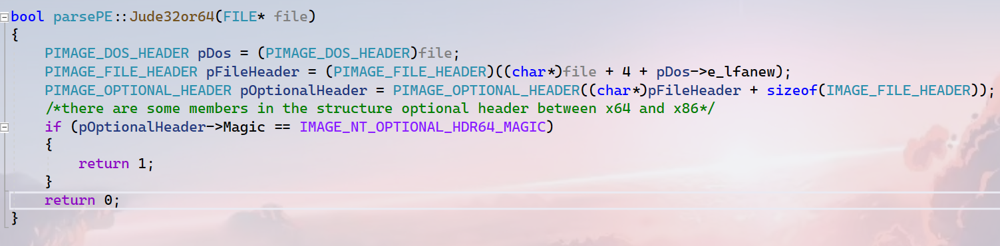 bool parsePE::Jude32or64(FILE* file)
{
    PIMAGE_DOS_HEADER pDos = (PIMAGE_DOS_HEADER)file;
    PIMAGE_FILE_HEADER pFileHeader = (PIMAGE_FILE_HEADER)((char*)file + 4 + pDos->e_lfanew);
    PIMAGE_OPTIONAL_HEADER pOptionalHeader = PIMAGE_OPTIONAL_HEADER((char*)pFileHeader + sizeof(IMAGE_FILE_HEADER));
    /*there are some members in the structure optional header between x64 and x86*/
    if (pOptionalHeader->Magic == IMAGE_NT_OPTIONAL_HDR64_MAGIC)
    {
        return 1;
    }
    return 0;
}